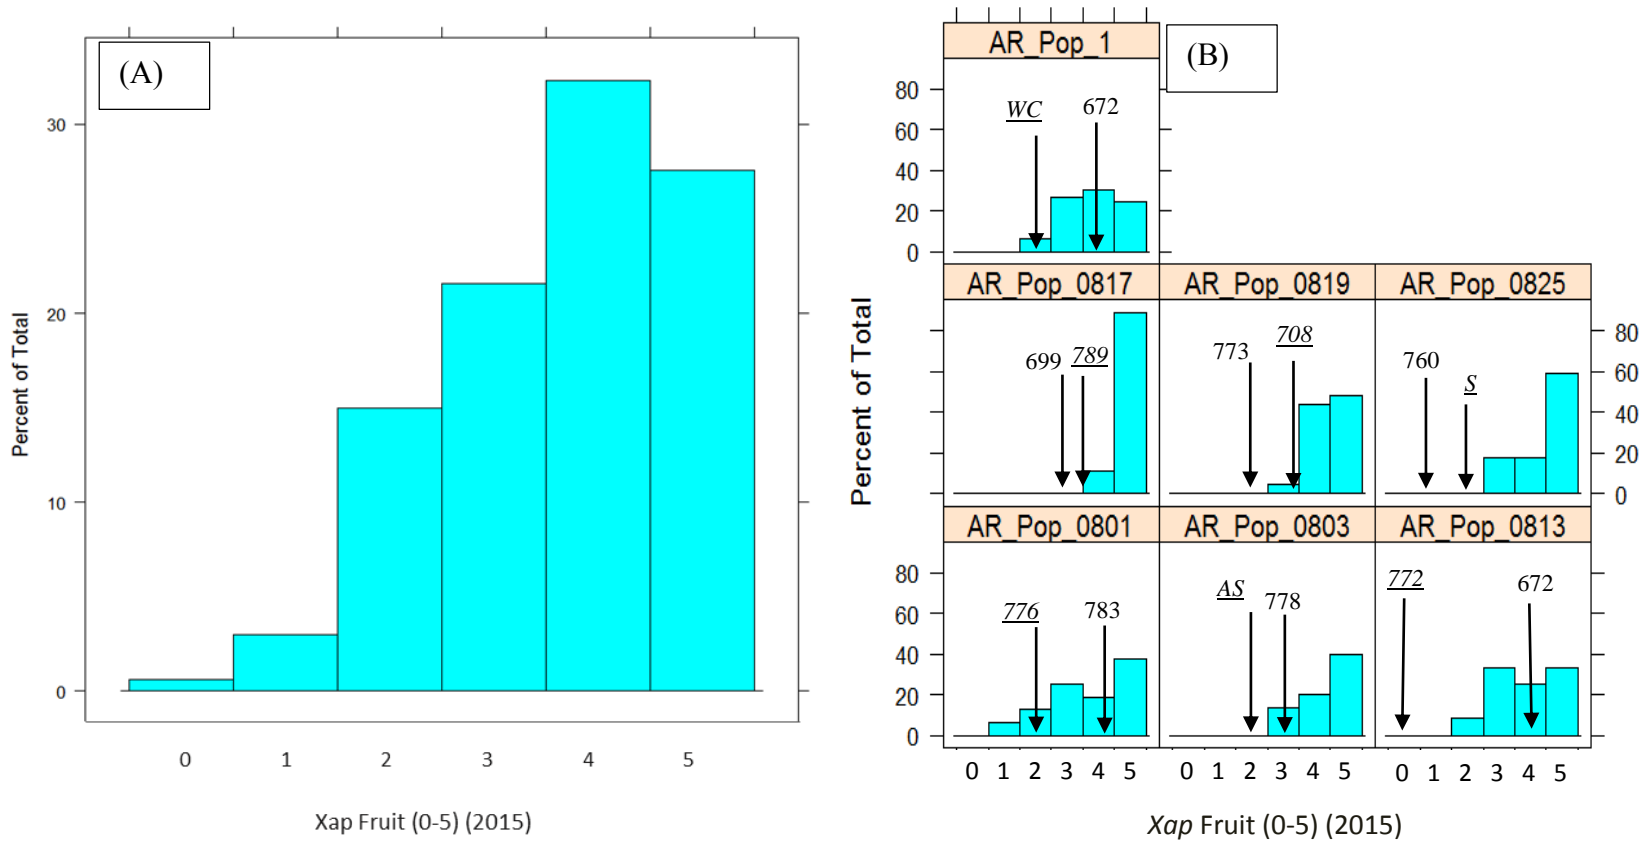 (A)
30
20
10
0
Percent of Total
0 1 2 3 4 5
Xap Fruit (0-5) (2015)
(B)
AR_Pop_1
80
60
40
20
0
WC 672
AR_Pop_0817 AR_Pop_0819 AR_Pop_0825
699 789
773 708
760 S
80
60
40
20
0
Percent of Total
AR_Pop_0801 AR_Pop_0803 AR_Pop_0813
80
60
40
20
0
776 783
AS 778
772 672
0 1 2 3 4 5 0 1 2 3 4 5 0 1 2 3 4 5
Xap Fruit (0-5) (2015)